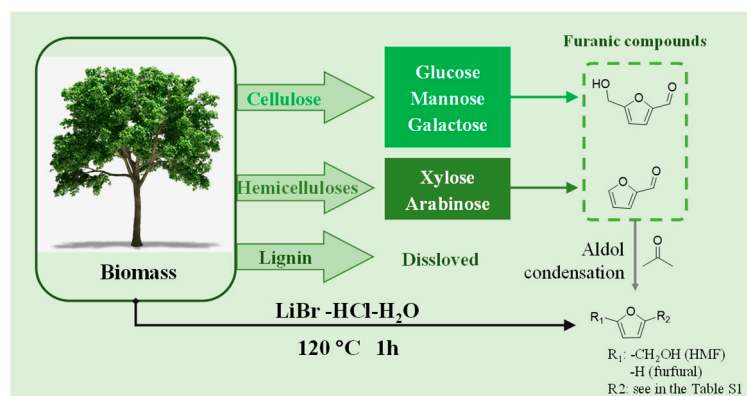 Furanic compounds
Cellulose
Glucose
Mannose
Galactose
HO
O
O
Hemicelluloses
Xylose
Arabinose
O
O
Lignin
Dissloved
Aldol
condensation
O
Biomass
LiBr -HCl-H₂O
120 °C 1h
R₁ O R₂
R₁: -CH₂OH (HMF)
-H (furfural)
R2: see in the Table S1